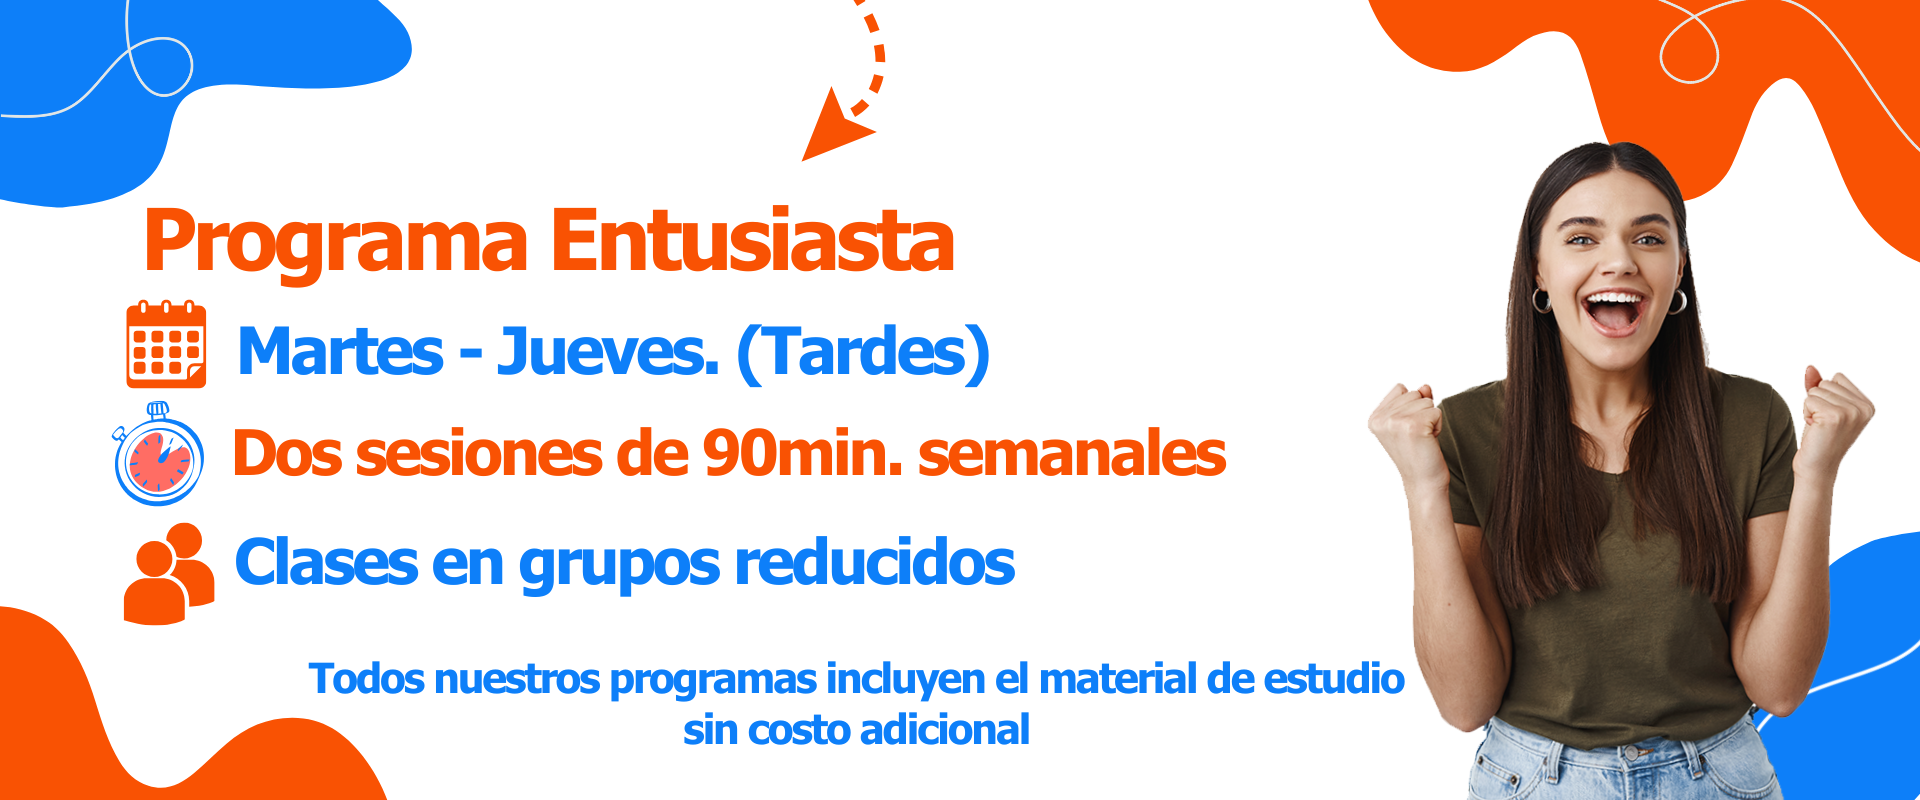 Programa Entusiasta
Martes - Jueves. (Tardes)
Dos sesiones de 90min. semanales
Clases en grupos reducidos
Todos nuestros programas incluyen el material de estudio
sin costo adicional